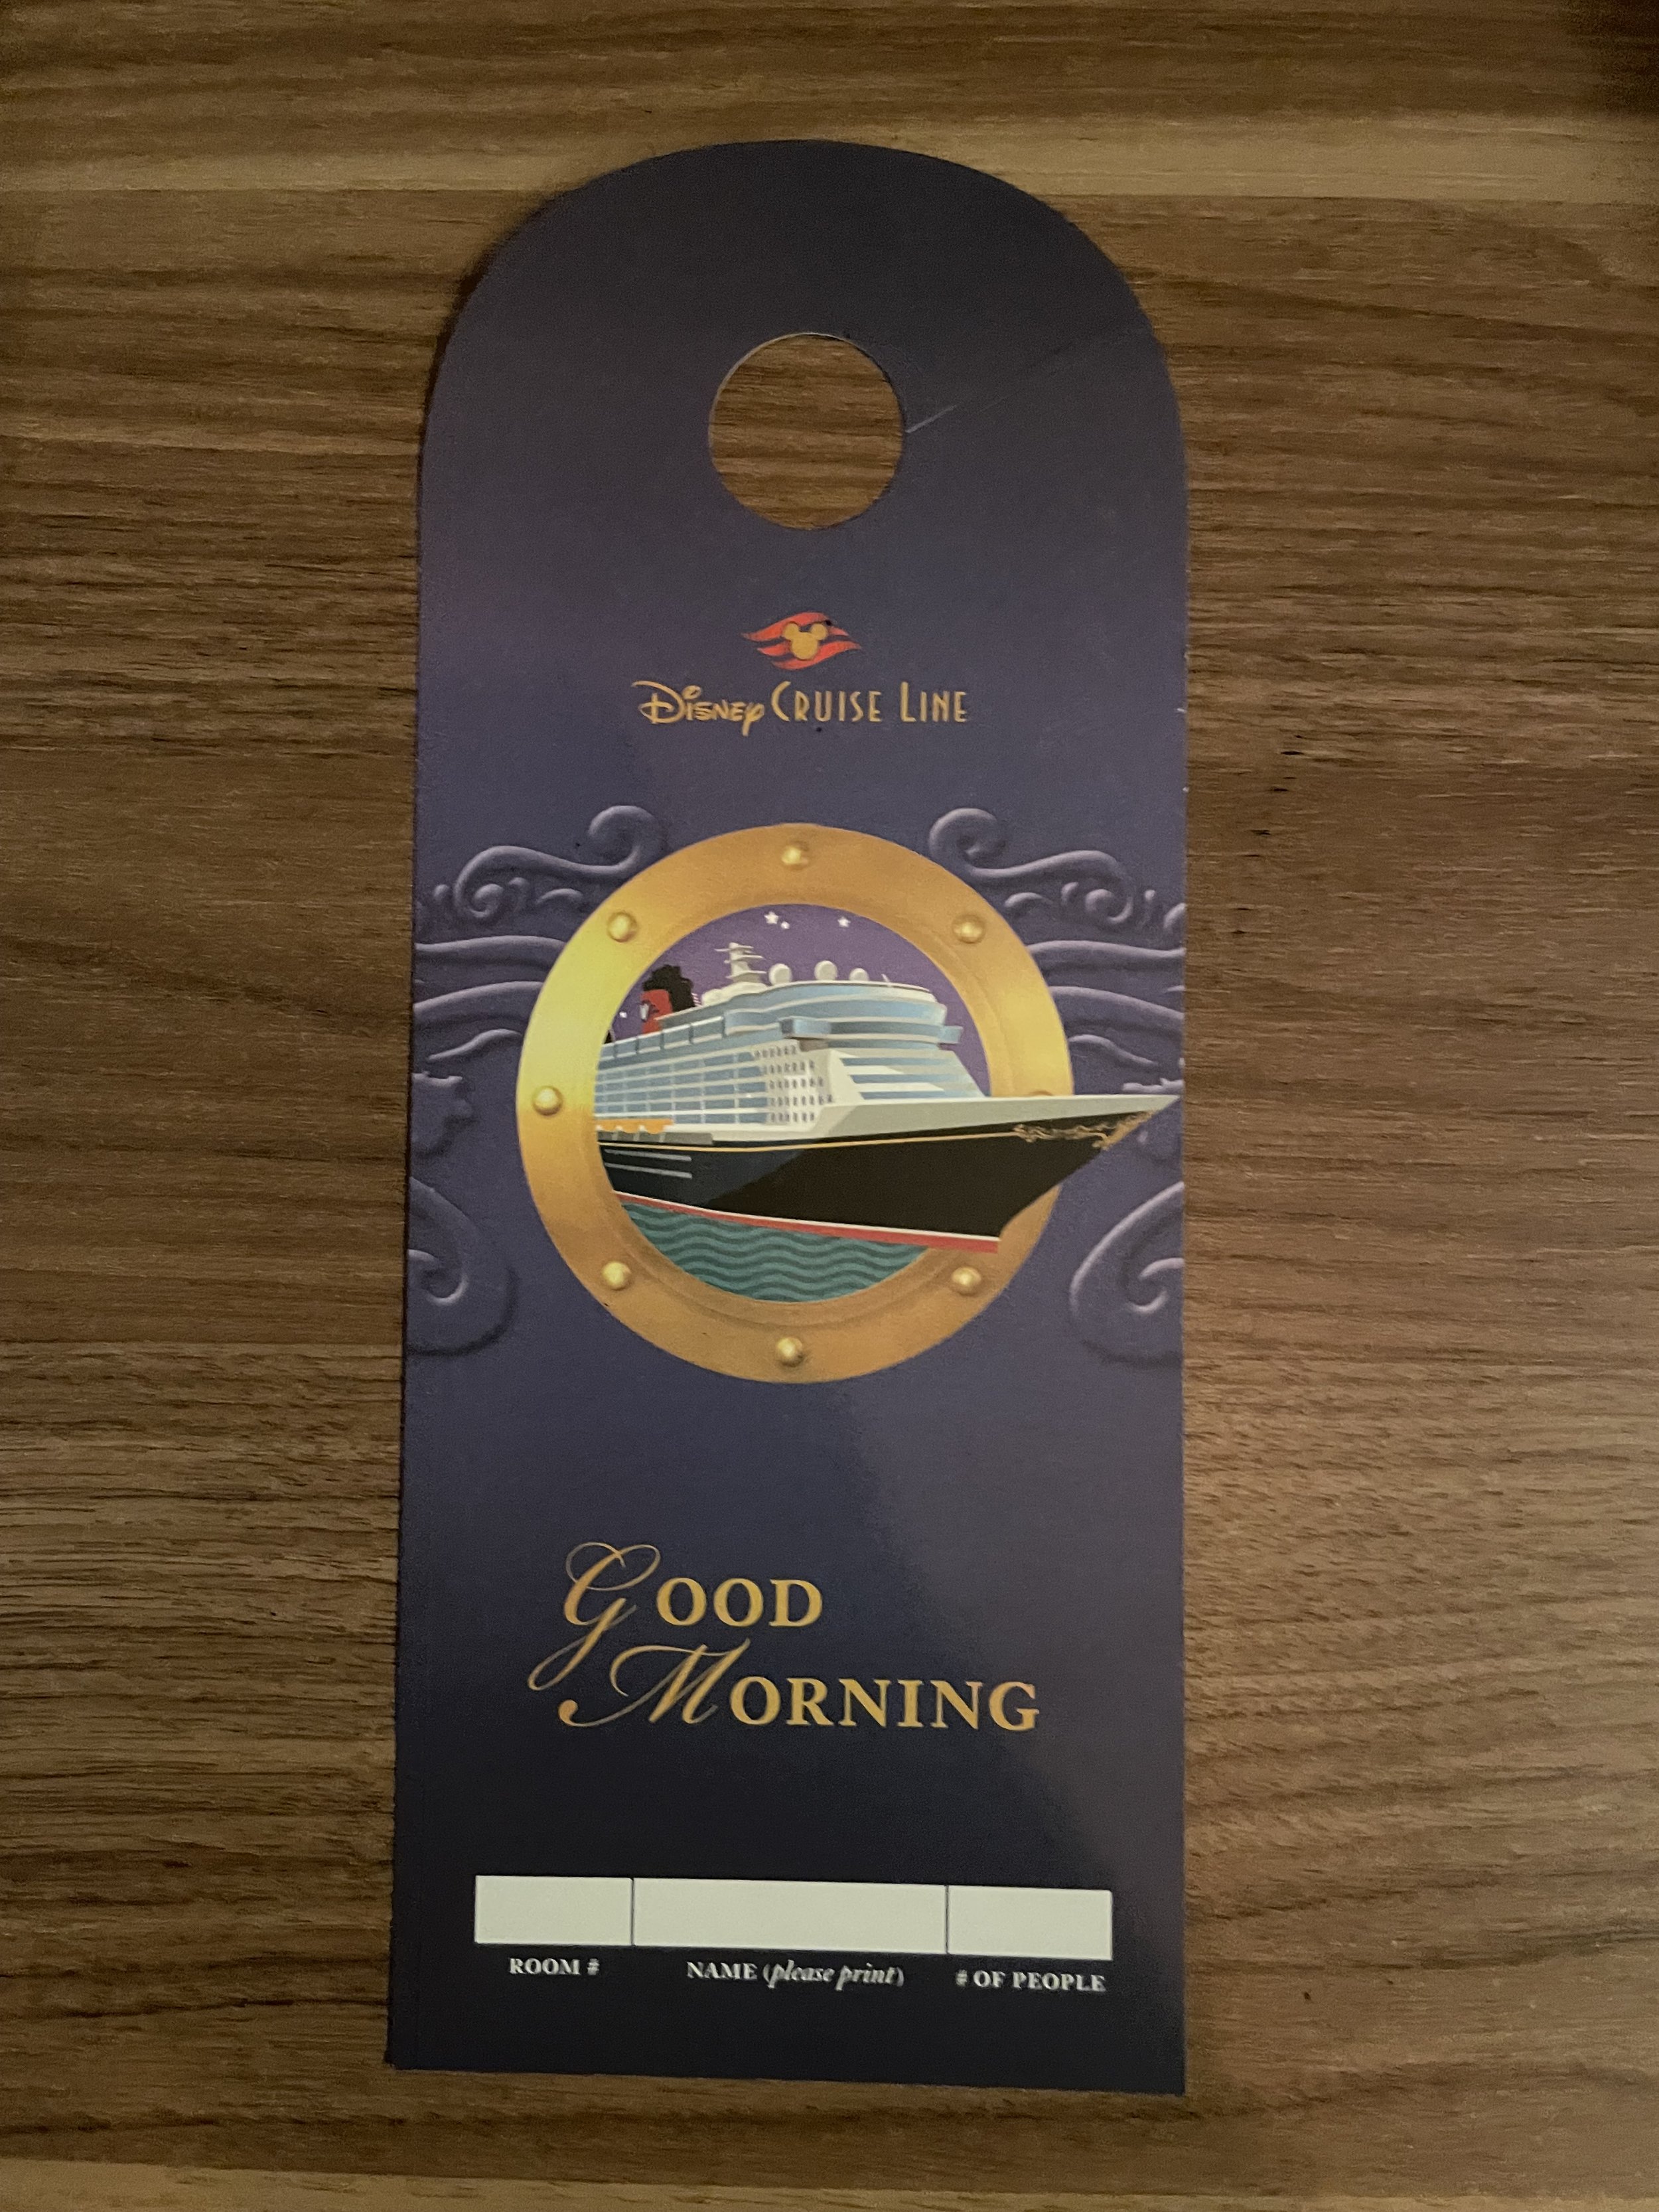 Disney Cruise Line
Good
Morning
ROOM # NAME (please print) # OF PEOPLE